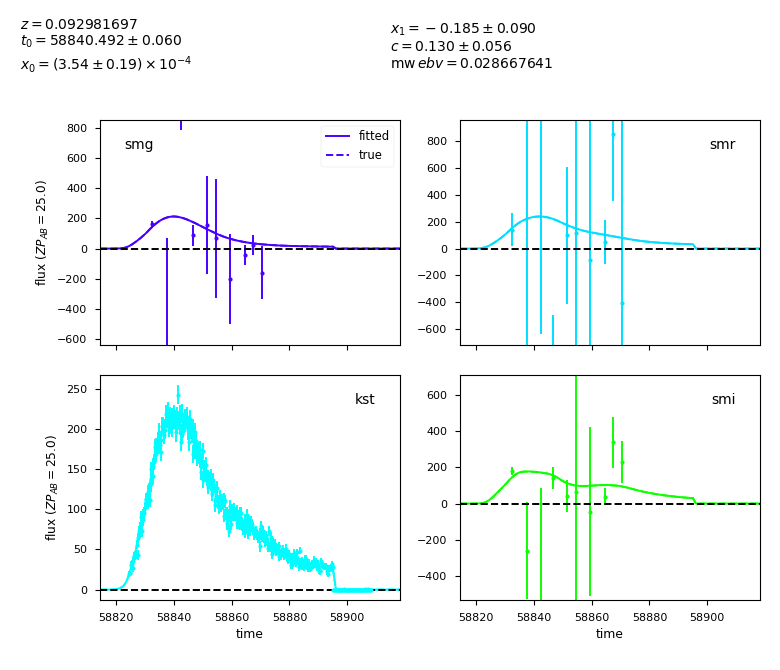 z = 0.092981697
t₀ = 58840.492 ± 0.060
x₀ = (3.54 ± 0.19) × 10⁻⁴
x₁ = −0.185 ± 0.090
c = 0.130 ± 0.056
mw ebv = 0.028667641
smg
fitted
true
800
600
400
200
0
−200
−400
−600
flux (ZP_AB = 25.0)
smr
800
600
400
200
0
−200
−400
−600
kst
250
200
150
100
50
0
flux (ZP_AB = 25.0)
58820 58840 58860 58880 58900
time
smi
600
400
200
0
−200
−400
58820 58840 58860 58880 58900
time